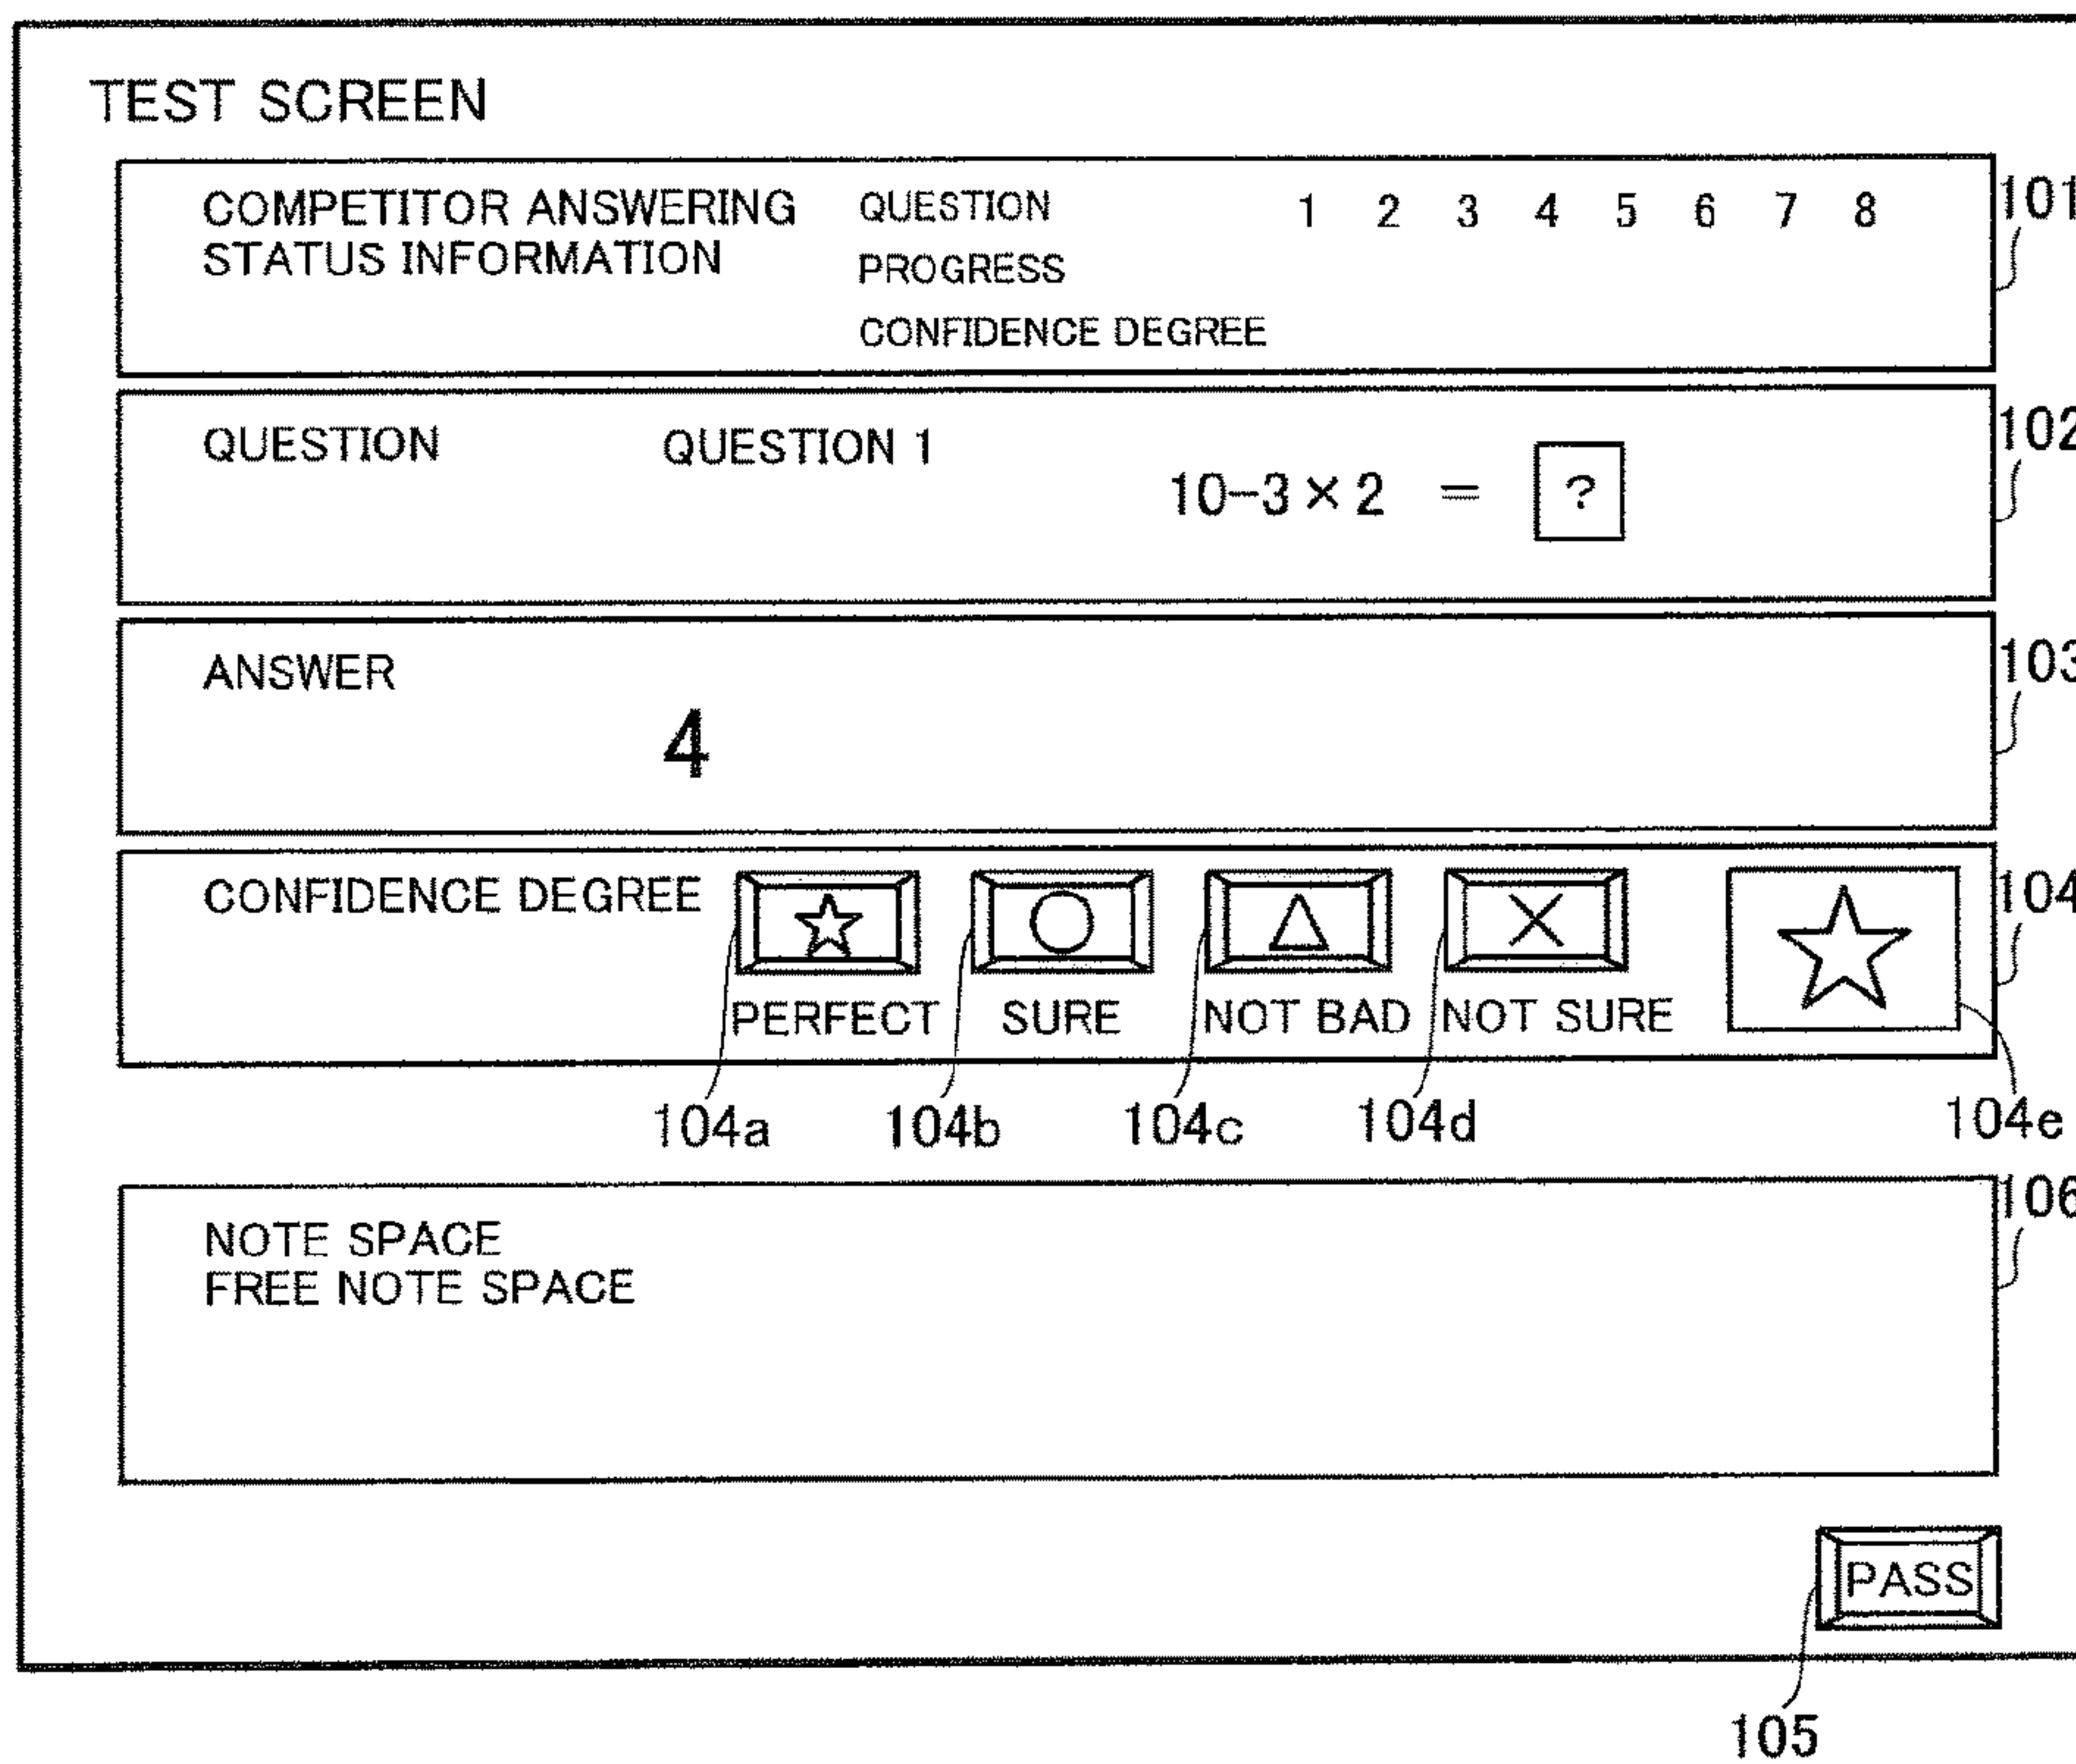 TEST SCREEN
COMPETITOR ANSWERING STATUS INFORMATION
QUESTION 1 2 3 4 5 6 7 8
PROGRESS
CONFIDENCE DEGREE
101
QUESTION QUESTION 1
10-3×2 = ?
102
ANSWER
4
103
CONFIDENCE DEGREE
PERFECT SURE NOT BAD NOT SURE
104
104a 104b 104c 104d 104e
NOTE SPACE
FREE NOTE SPACE
106
PASS
105